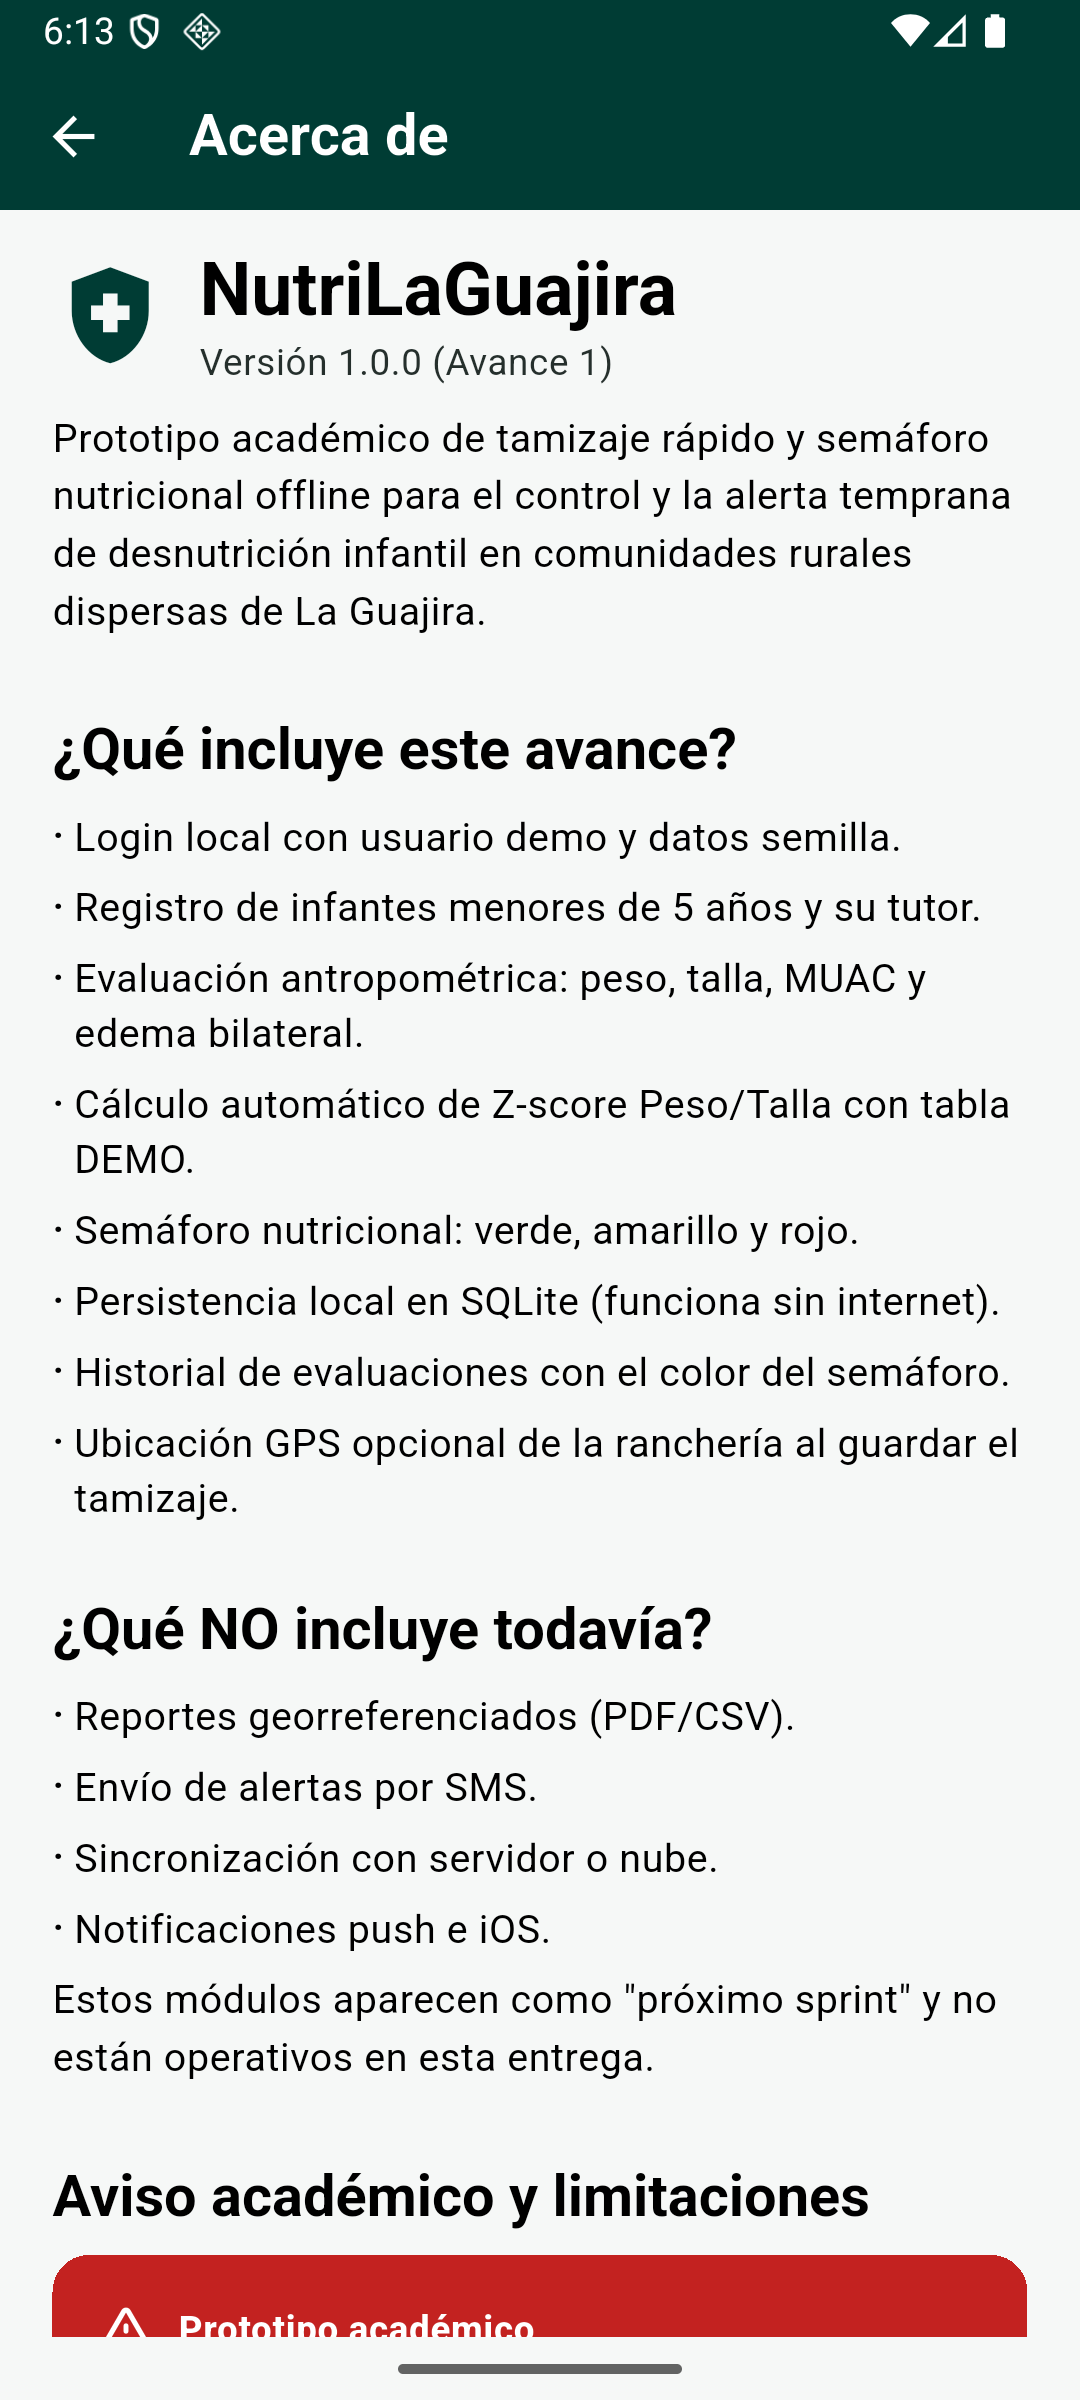 6:13
Acerca de
NutriLaGuajira
Versión 1.0.0 (Avance 1)
Prototipo académico de tamizaje rápido y semáforo
nutricional offline para el control y la alerta temprana
de desnutrición infantil en comunidades rurales
dispersas de La Guajira.
¿Qué incluye este avance?
· Login local con usuario demo y datos semilla.
· Registro de infantes menores de 5 años y su tutor.
· Evaluación antropométrica: peso, talla, MUAC y
edema bilateral.
· Cálculo automático de Z-score Peso/Talla con tabla
DEMO.
· Semáforo nutricional: verde, amarillo y rojo.
· Persistencia local en SQLite (funciona sin internet).
· Historial de evaluaciones con el color del semáforo.
· Ubicación GPS opcional de la ranchería al guardar el
tamizaje.
¿Qué NO incluye todavía?
· Reportes georreferenciados (PDF/CSV).
· Envío de alertas por SMS.
· Sincronización con servidor o nube.
· Notificaciones push e iOS.
Estos módulos aparecen como "próximo sprint" y no
están operativos en esta entrega.
Aviso académico y limitaciones
Prototipo académico